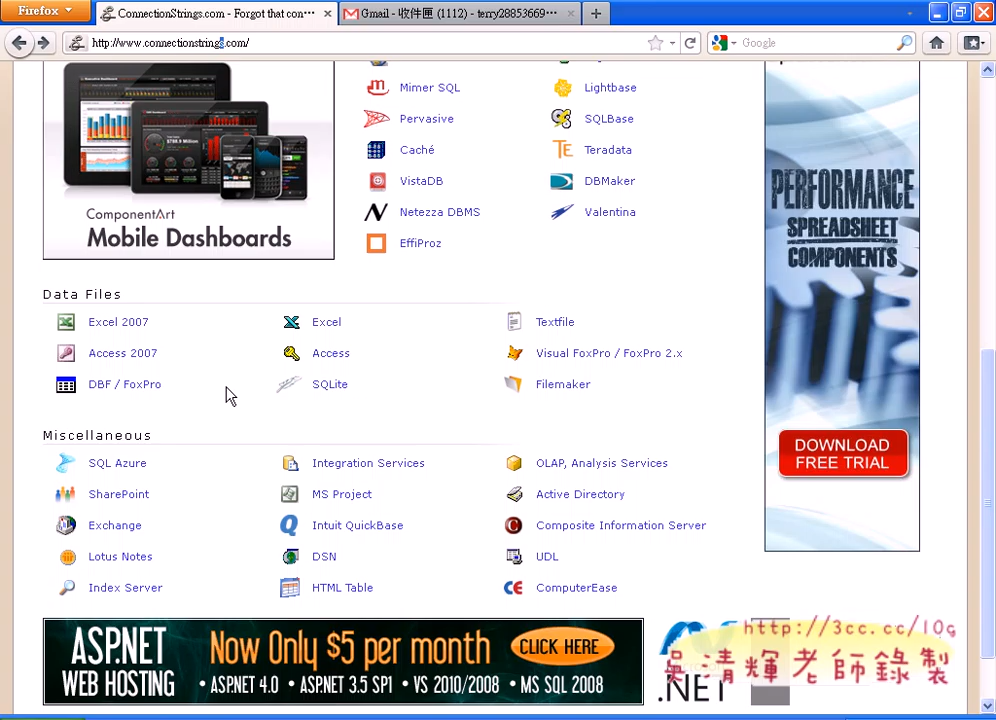 Firefox
ConnectionStrings.com - Forgot that con···
Gmail - 收件匣 (1112) - terry28853669···
http://www.connectionstrings.com/
Google
Mimer SQL
Lightbase
Pervasive
SQLBase
Caché
Teradata
VistaDB
DBMaker
Netezza DBMS
Valentina
EffiProz
ComponentArt
Mobile Dashboards
PERFORMANCE
SPREADSHEET
COMPONENTS
DOWNLOAD
FREE TRIAL
Data Files
Excel 2007
Excel
Textfile
Access 2007
Access
Visual FoxPro / FoxPro 2.x
DBF / FoxPro
SQLite
Filemaker
Miscellaneous
SQL Azure
Integration Services
OLAP, Analysis Services
SharePoint
MS Project
Active Directory
Exchange
Intuit QuickBase
Composite Information Server
Lotus Notes
DSN
UDL
Index Server
HTML Table
ComputerEase
ASP.NET
WEB HOSTING
Now Only $5 per month
CLICK HERE
• ASP.NET 4.0 • ASP.NET 3.5 SP1 • VS 2010/2008 • MS SQL 2008
http://3cc.cc/10g
吳清輝老師錄製
.NET